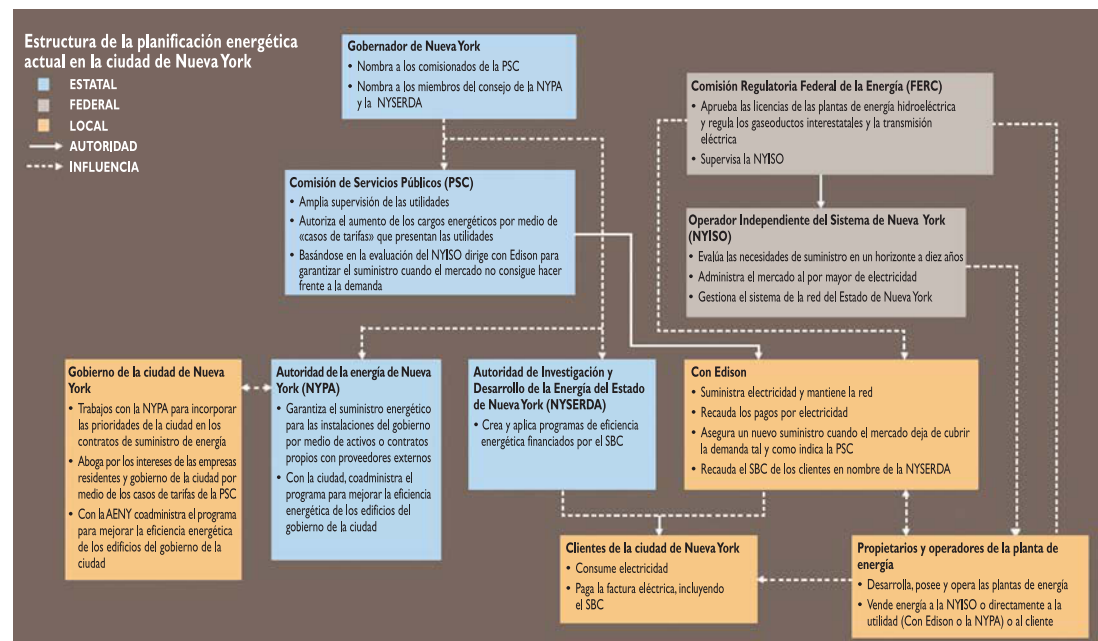 Estructura de la planificación energética
actual en la ciudad de Nueva York
ESTATAL
FEDERAL
LOCAL
AUTORIDAD
INFLUENCIA
Gobernador de Nueva York
• Nombra a los comisionados de la PSC
• Nombra a los miembros del consejo de la NYPA
y la NYSERDA
Comisión Regulatoria Federal de la Energía (FERC)
• Aprueba las licencias de las plantas de energía hidroeléctrica
y regula los gaseoductos interestatales y la transmisión
eléctrica
• Supervisa la NYISO
Comisión de Servicios Públicos (PSC)
• Amplia supervisión de las utilidades
• Autoriza el aumento de los cargos energéticos por medio de
«casos de tarifas» que presentan las utilidades
• Basándose en la evaluación del NYISO dirige con Edison para
garantizar el suministro cuando el mercado no consigue hacer
frente a la demanda
Operador Independiente del Sistema de Nueva York
(NYISO)
• Evalúa las necesidades de suministro en un horizonte a diez años
• Administra el mercado al por mayor de electricidad
• Gestiona el sistema de la red del Estado de Nueva York
Gobierno de la ciudad de Nueva
York
• Trabajos con la NYPA para incorporar
las prioridades de la ciudad en los
contratos de suministro de energía
• Aboga por los intereses de las empresas
residentes y gobierno de la ciudad por
medio de los casos de tarifas de la PSC
• Con la AENY coadministra el programa
para mejorar la eficiencia energética
de los edificios del gobierno de la
ciudad
Autoridad de la energía de Nueva
York (NYPA)
• Garantiza el suministro energético
para las instalaciones del gobierno
por medio de activos o contratos
propios con proveedores externos
• Con la ciudad, coadministra el
programa para mejorar la eficiencia
energética de los edificios del
gobierno de la ciudad
Autoridad de Investigación y
Desarrollo de la Energía del Estado
de Nueva York (NYSERDA)
• Crea y aplica programas de eficiencia
energética financiados por el SBC
Con Edison
• Suministra electricidad y mantiene la red
• Recauda los pagos por electricidad
• Asegura un nuevo suministro cuando el mercado deja de cubrir
la demanda tal y como indica la PSC
• Recauda el SBC de los clientes en nombre de la NYSERDA
Clientes de la ciudad de Nueva York
• Consume electricidad
• Paga la factura eléctrica, incluyendo
el SBC
Propietarios y operadores de la planta de
energía
• Desarrolla, posee y opera las plantas de energía
• Vende energía a la NYISO o directamente a la
utilidad (Con Edison o la NYPA) o al cliente